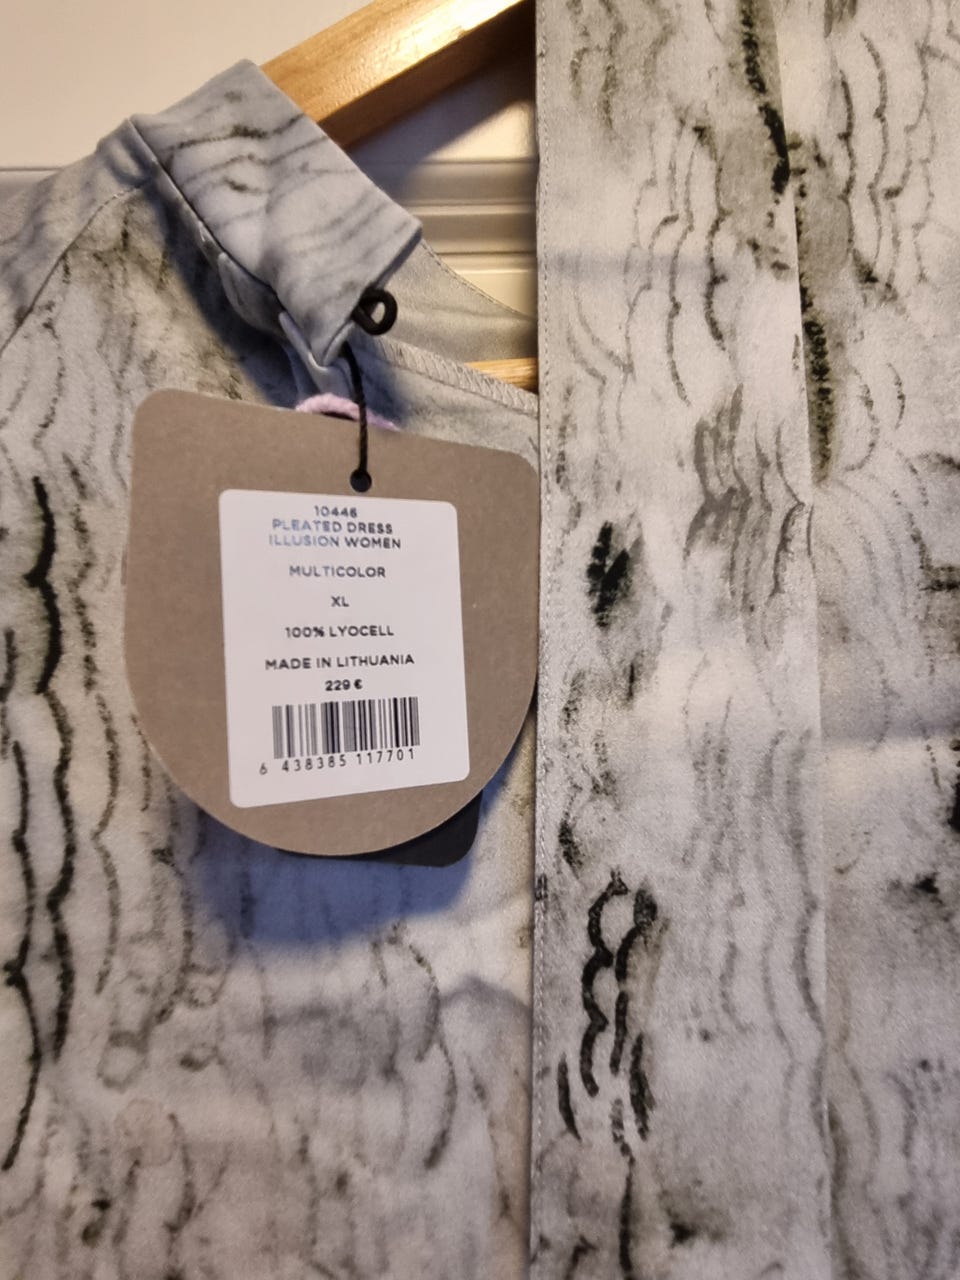 10446
PLEATED DRESS
ILLUSION WOMEN
MULTICOLOR
XL
100% LYOCELL
MADE IN LITHUANIA
229 €
6 438385 117701